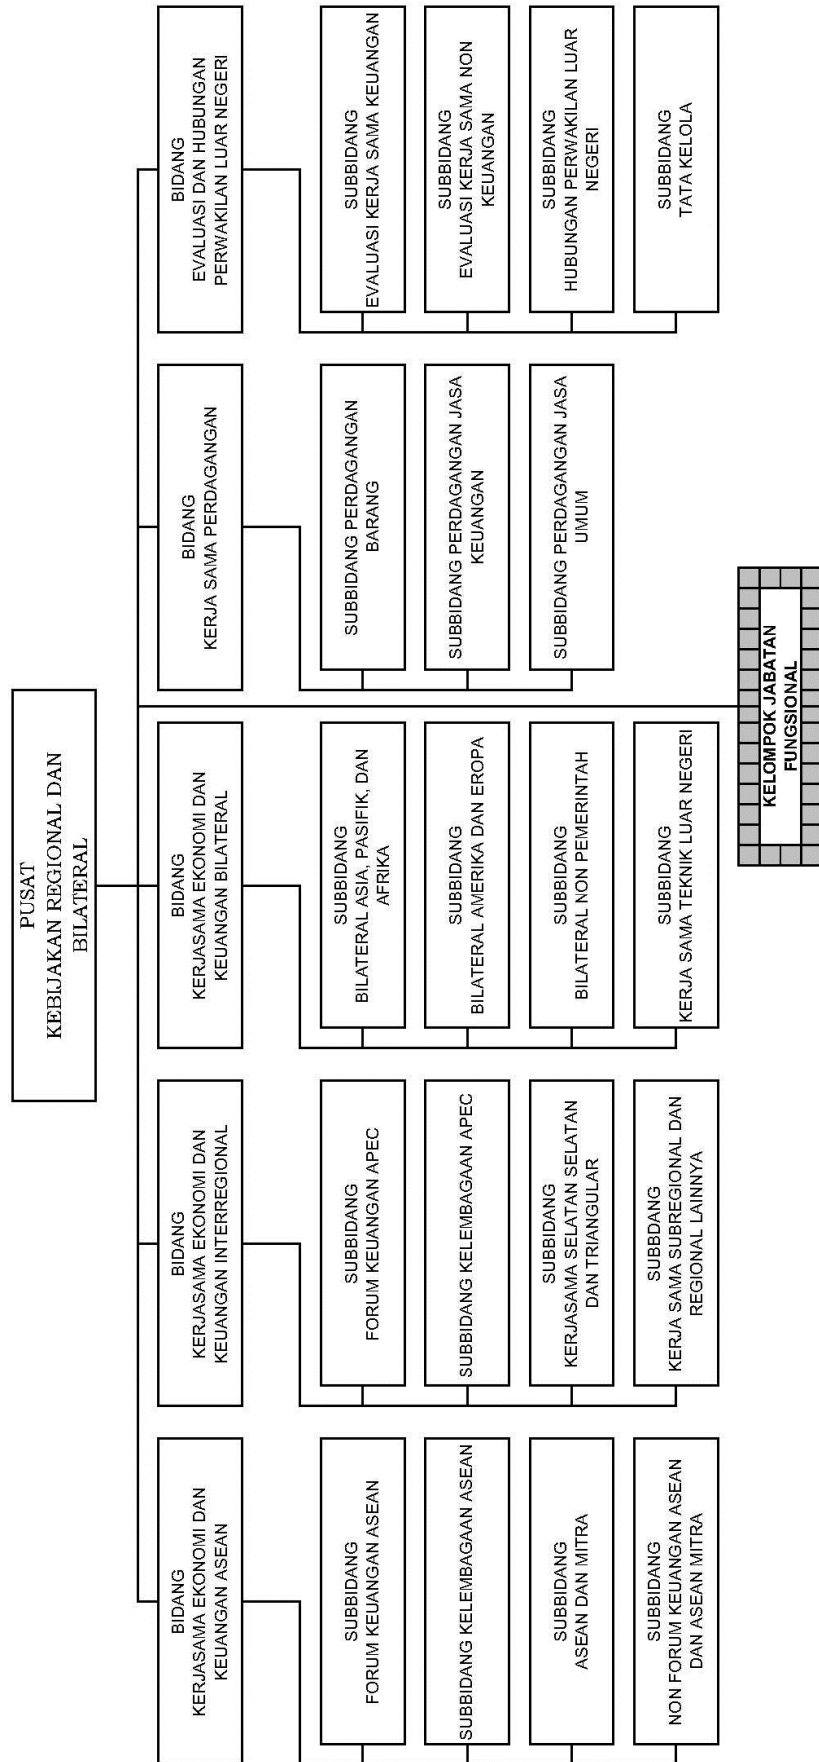 PUSAT
KEBIJAKAN REGIONAL DAN
BILATERAL
BIDANG
KERJASAMA EKONOMI DAN
KEUANGAN ASEAN
SUBBIDANG
FORUM KEUANGAN ASEAN
SUBBIDANG KELEMBAGAAN ASEAN
SUBBIDANG
ASEAN DAN MITRA
SUBBIDANG
NON FORUM KEUANGAN ASEAN
DAN ASEAN MITRA
BIDANG
KERJASAMA EKONOMI DAN
KEUANGAN INTERREGIONAL
SUBBIDANG
FORUM KEUANGAN APEC
SUBBIDANG KELEMBAGAAN APEC
SUBBIDANG
KERJASAMA SELATAN SELATAN
DAN TRIANGULAR
SUBBDANG
KERJA SAMA SUBREGIONAL DAN
REGIONAL LAINNYA
BIDANG
KERJASAMA EKONOMI DAN
KEUANGAN BILATERAL
SUBBIDANG
BILATERAL ASIA, PASIFIK, DAN
AFRIKA
SUBBIDANG
BILATERAL AMERIKA DAN EROPA
SUBBIDANG
BILATERAL NON PEMERINTAH
SUBBIDANG
KERJA SAMA TEKNIK LUAR NEGERI
BIDANG
KERJA SAMA PERDAGANGAN
SUBBIDANG PERDAGANGAN
BARANG
SUBBIDANG PERDAGANGAN JASA
KEUANGAN
SUBBIDANG PERDAGANGAN JASA
UMUM
BIDANG
EVALUASI DAN HUBUNGAN
PERWAKILAN LUAR NEGERI
SUBBIDANG
EVALUASI KERJA SAMA KEUANGAN
SUBBIDANG
EVALUASI KERJA SAMA NON
KEUANGAN
SUBBIDANG
HUBUNGAN PERWAKILAN LUAR
NEGERI
SUBBIDANG
TATA KELOLA
KELOMPOK JABATAN
FUNGSIONAL